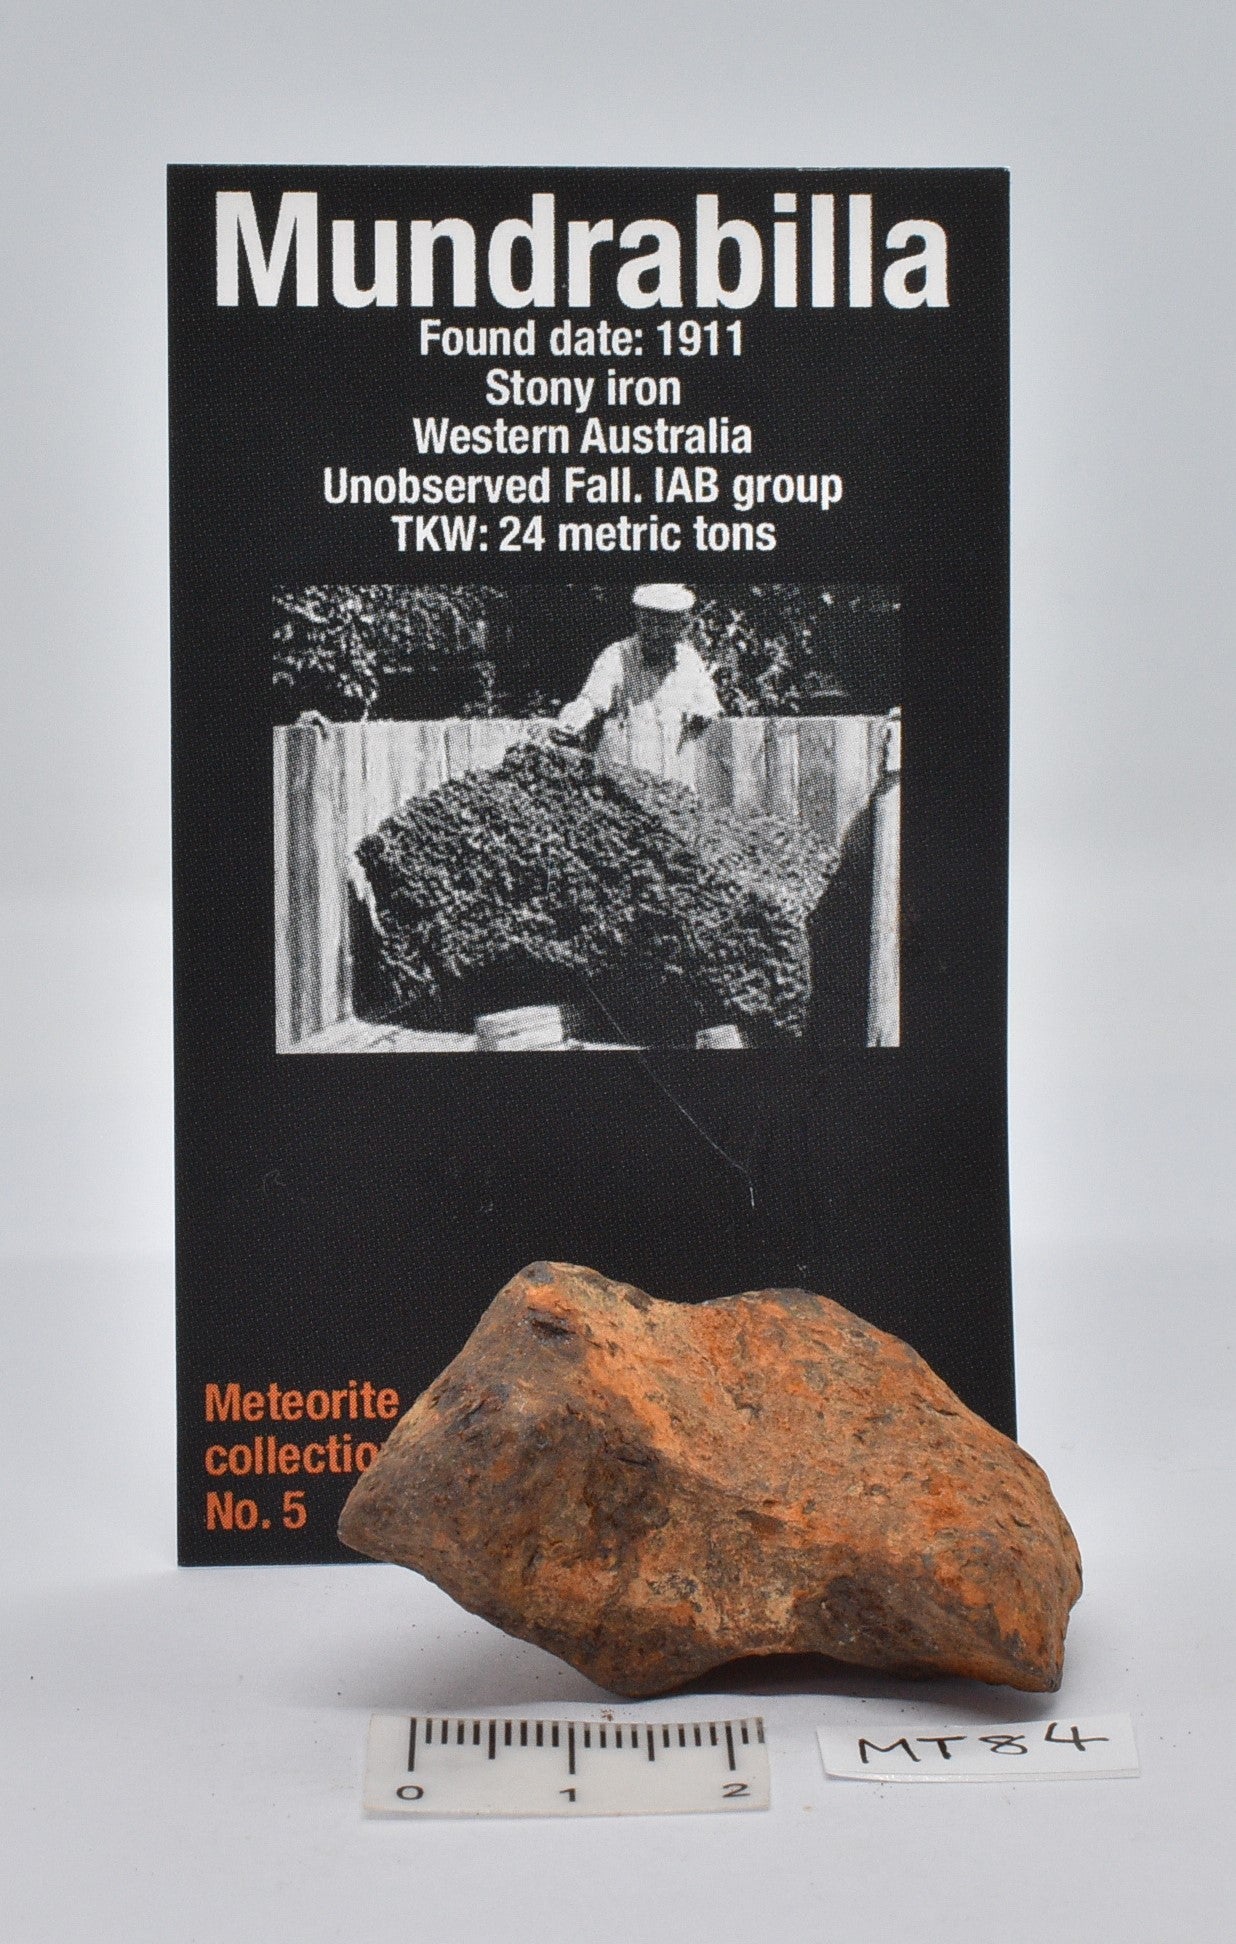 Mundrabilla
Found date: 1911
Stony iron
Western Australia
Unobserved Fall. IAB group
TKW: 24 metric tons
Meteorite
collectio
No. 5
0 1 2
MT84